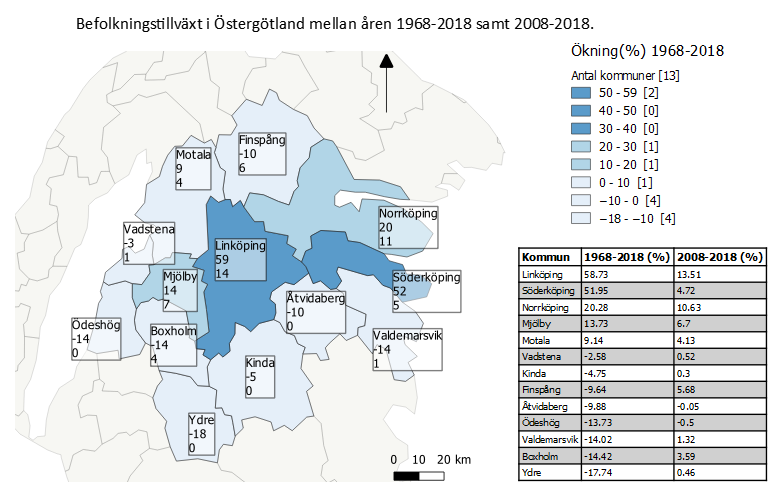 Befolkningstillväxt i Östergötland mellan åren 1968-2018 samt 2008-2018.
Ökning(%) 1968-2018
Antal kommuner [13]
50 - 59 [2]
40 - 50 [0]
30 - 40 [0]
20 - 30 [1]
10 - 20 [1]
0 - 10 [1]
−10 - 0 [4]
−18 - −10 [4]
Finspång
-10
6
Motala
9
4
Norrköping
20
11
Vadstena
-3
1
Linköping
59
14
Mjölby
14
7
Söderköping
52
5
Åtvidaberg
-10
0
Ödeshög
-14
0
Boxholm
-14
4
Valdemarsvik
-14
1
Kinda
-5
0
Ydre
-18
0
0 10 20 km
Kommun 1968-2018 (%) 2008-2018 (%)
Linköping 58.73 13.51
Söderköping 51.95 4.72
Norrköping 20.28 10.63
Mjölby 13.73 6.7
Motala 9.14 4.13
Vadstena -2.58 0.52
Kinda -4.75 0.3
Finspång -9.64 5.68
Åtvidaberg -9.88 -0.05
Ödeshög -13.73 -0.5
Valdemarsvik -14.02 1.32
Boxholm -14.42 3.59
Ydre -17.74 0.46